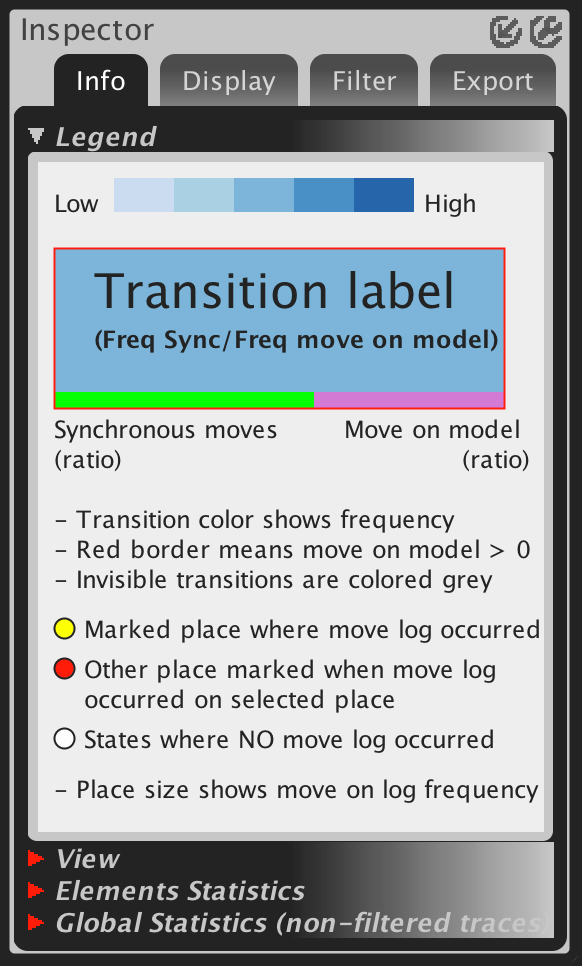 Inspector
Info Display Filter Export
Legend
Low High
Transition label
(Freq Sync/Freq move on model)
Synchronous moves Move on model
(ratio) (ratio)
- Transition color shows frequency
- Red border means move on model > 0
- Invisible transitions are colored grey
Marked place where move log occurred
Other place marked when move log
occurred on selected place
States where NO move log occurred
- Place size shows move on log frequency
View
Elements Statistics
Global Statistics (non-filtered traces)